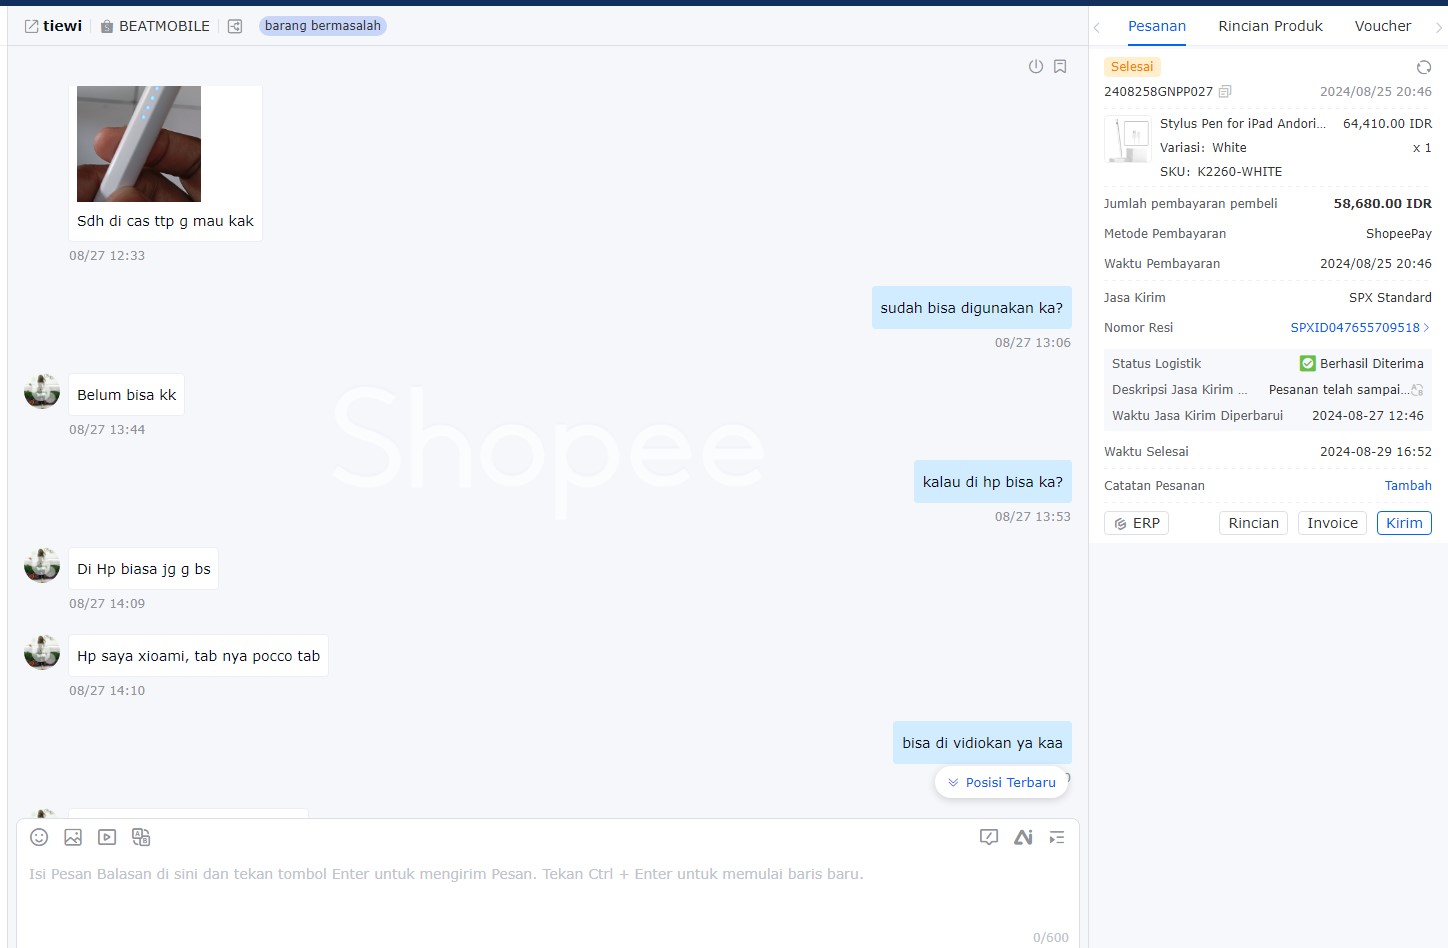 tiewi BEATMOBILE barang bermasalah
Pesanan Rincian Produk Voucher
Sdh di cas ttp g mau kak
08/27 12:33
sudah bisa digunakan ka?
08/27 13:06
Belum bisa kk
08/27 13:44
kalau di hp bisa ka?
08/27 13:53
Di Hp biasa jg g bs
08/27 14:09
Hp saya xioami, tab nya pocco tab
08/27 14:10
bisa di vidiokan ya kaa
Posisi Terbaru
Shopee
Isi Pesan Balasan di sini dan tekan tombol Enter untuk mengirim Pesan. Tekan Ctrl + Enter untuk memulai baris baru.
0/600
Selesai
2408258GNPP027 2024/08/25 20:46
Stylus Pen for iPad Andori... 64,410.00 IDR
Variasi: White x 1
SKU: K2260-WHITE
Jumlah pembayaran pembeli 58,680.00 IDR
Metode Pembayaran ShopeePay
Waktu Pembayaran 2024/08/25 20:46
Jasa Kirim SPX Standard
Nomor Resi SPXID047655709518
Status Logistik Berhasil Diterima
Deskripsi Jasa Kirim ... Pesanan telah sampai...
Waktu Jasa Kirim Diperbarui 2024-08-27 12:46
Waktu Selesai 2024-08-29 16:52
Catatan Pesanan Tambah
ERP Rincian Invoice Kirim